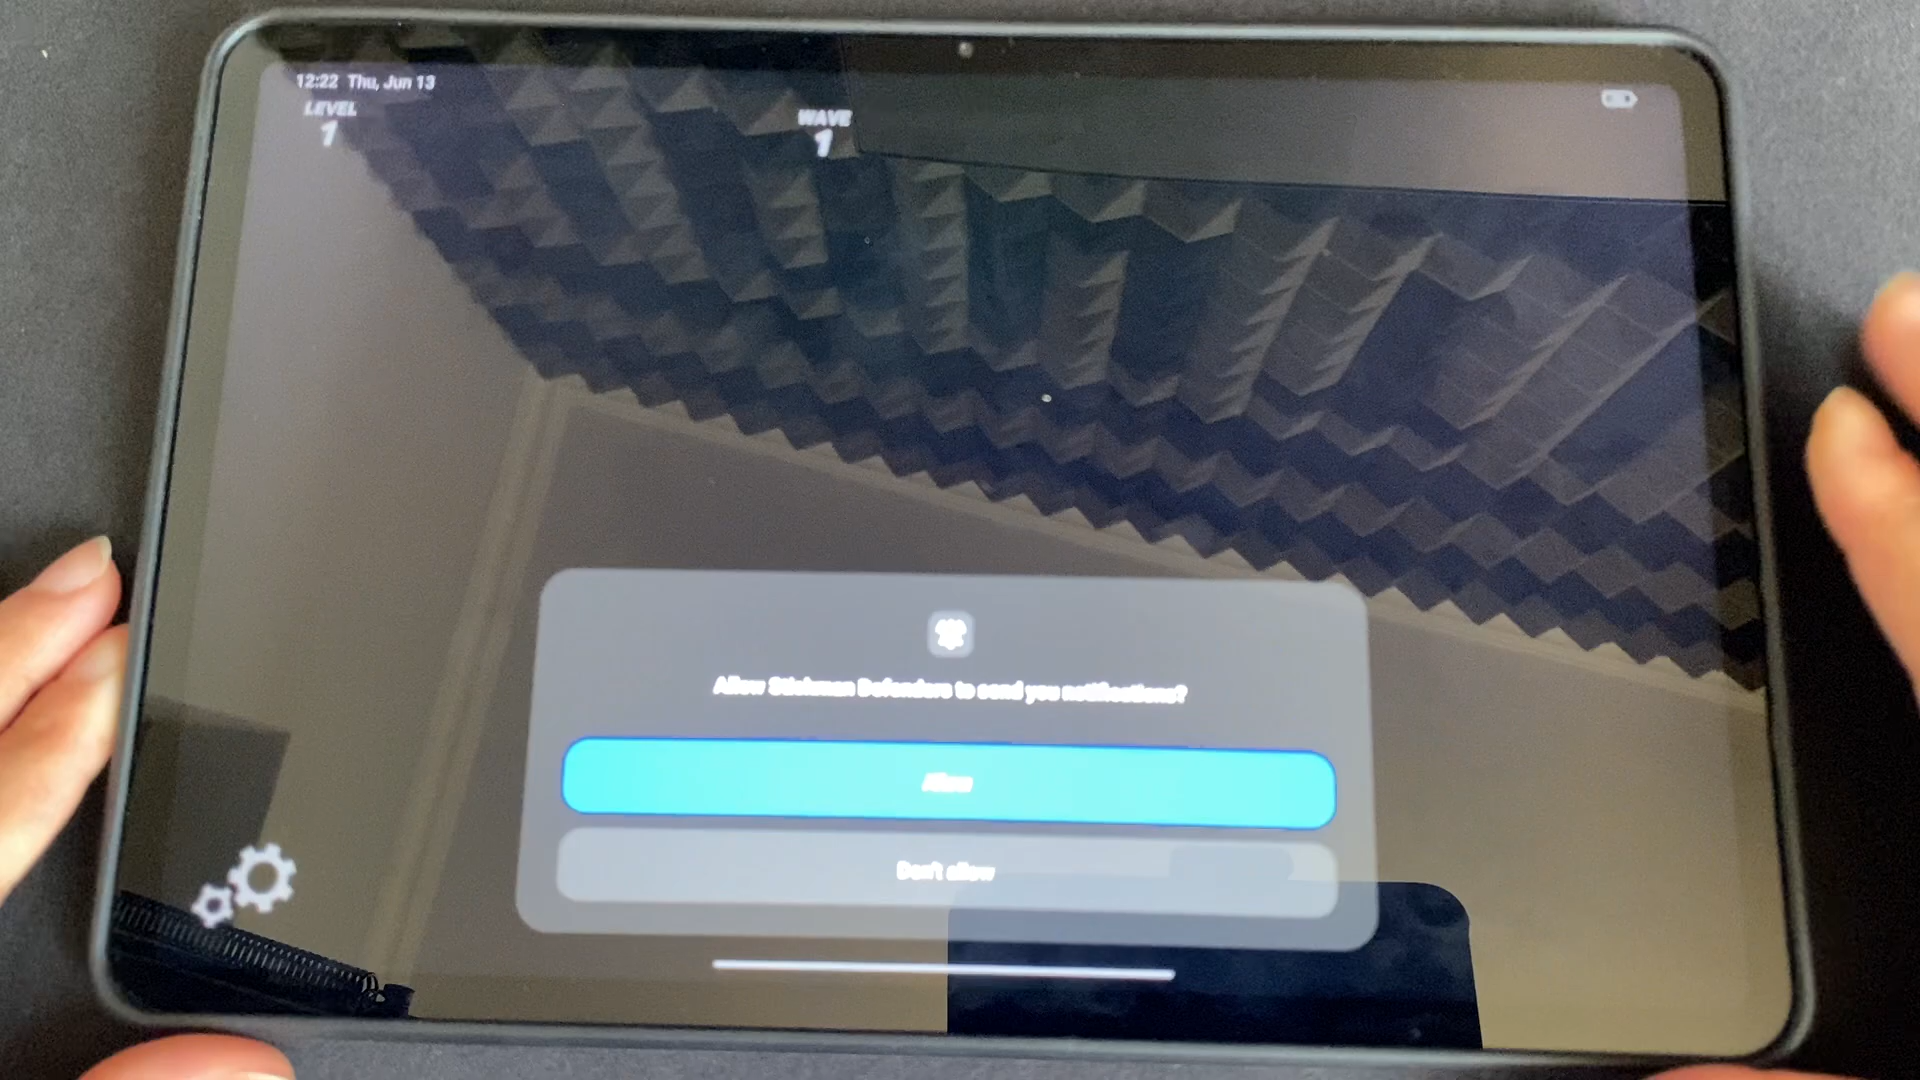 12:22 Thu, Jun 13
LEVEL
1
WAVE
1
Allow Stickman Defenders to send you notifications?
Allow
Don't allow